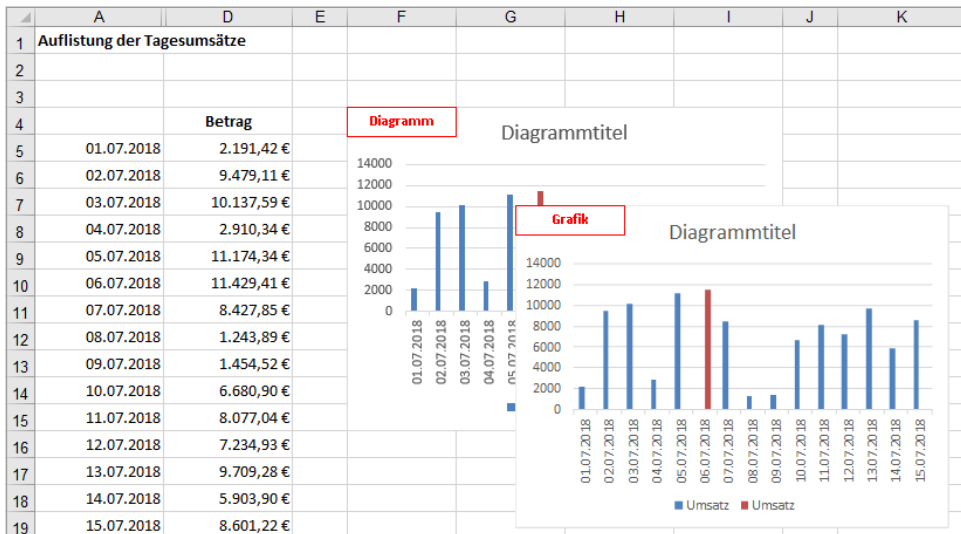 A D E F G H I J K
1 Auflistung der Tagesumsätze
2
3
4 Betrag
5 01.07.2018 2.191,42 €
6 02.07.2018 9.479,11 €
7 03.07.2018 10.137,59 €
8 04.07.2018 2.910,34 €
9 05.07.2018 11.174,34 €
10 06.07.2018 11.429,41 €
11 07.07.2018 8.427,85 €
12 08.07.2018 1.243,89 €
13 09.07.2018 1.454,52 €
14 10.07.2018 6.680,90 €
15 11.07.2018 8.077,04 €
16 12.07.2018 7.234,93 €
17 13.07.2018 9.709,28 €
18 14.07.2018 5.903,90 €
19 15.07.2018 8.601,22 €
Diagramm
Diagrammtitel
14000
12000
10000
8000
6000
4000
2000
0
01.07.2018
02.07.2018
03.07.2018
04.07.2018
05.07.2018
Grafik
Diagrammtitel
14000
12000
10000
8000
6000
4000
2000
0
01.07.2018
02.07.2018
03.07.2018
04.07.2018
05.07.2018
06.07.2018
07.07.2018
08.07.2018
09.07.2018
10.07.2018
11.07.2018
12.07.2018
13.07.2018
14.07.2018
15.07.2018
Umsatz Umsatz